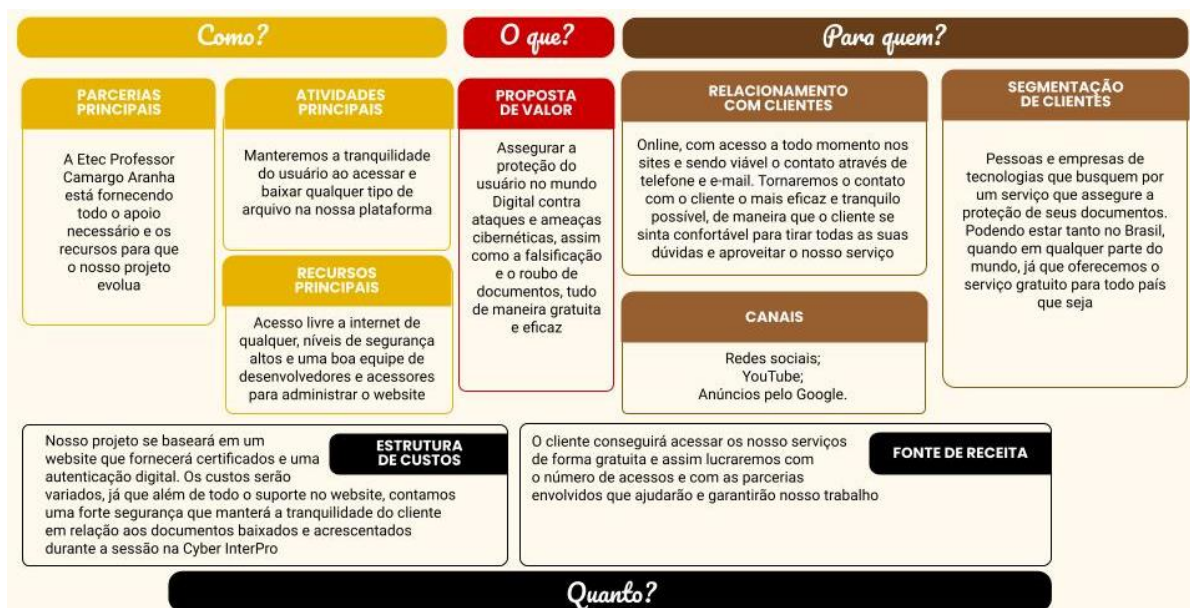 Como?
O que?
Para quem?
PARCERIAS
PRINCIPAIS
A Etec Professor
Camargo Aranha
está fornecendo
todo o apoio
necessário e os
recursos para que
o nosso projeto
evolua
ATIVIDADES
PRINCIPAIS
Manteremos a tranquilidade
do usuário ao acessar e
baixar qualquer tipo de
arquivo na nossa plataforma
RECURSOS
PRINCIPAIS
Acesso livre a internet de
qualquer, níveis de segurança
altos e uma boa equipe de
desenvolvedores e acessores
para administrar o website
PROPOSTA
DE VALOR
Assegurar a
proteção do
usuário no mundo
Digital contra
ataques e ameaças
cibernéticas, assim
como a falsificação
e o roubo de
documentos, tudo
de maneira gratuita
e eficaz
RELACIONAMENTO
COM CLIENTES
Online, com acesso a todo momento nos
sites e sendo viável o contato através de
telefone e e-mail. Tornaremos o contato
com o cliente o mais eficaz e tranquilo
possível, de maneira que o cliente se
sinta confortável para tirar todas as suas
dúvidas e aproveitar o nosso serviço
CANAIS
Redes sociais;
YouTube;
Anúncios pelo Google.
SEGMENTAÇÃO
DE CLIENTES
Pessoas e empresas de
tecnologias que busquem por
um serviço que assegure a
proteção de seus documentos.
Podendo estar tanto no Brasil,
quando em qualquer parte do
mundo, já que oferecemos o
serviço gratuito para todo país
que seja
ESTRUTURA
DE CUSTOS
Nosso projeto se baseará em um
website que fornecerá certificados e uma
autenticação digital. Os custos serão
variados, já que além de todo o suporte no website, contamos
uma forte segurança que manterá a tranquilidade do cliente
em relação aos documentos baixados e acrescentados
durante a sessão na Cyber InterPro
FONTE DE RECEITA
O cliente conseguirá acessar os nosso serviços
de forma gratuita e assim lucraremos com
o número de acessos e com as parcerias
envolvidos que ajudarão e garantirão nosso trabalho
Quanto?